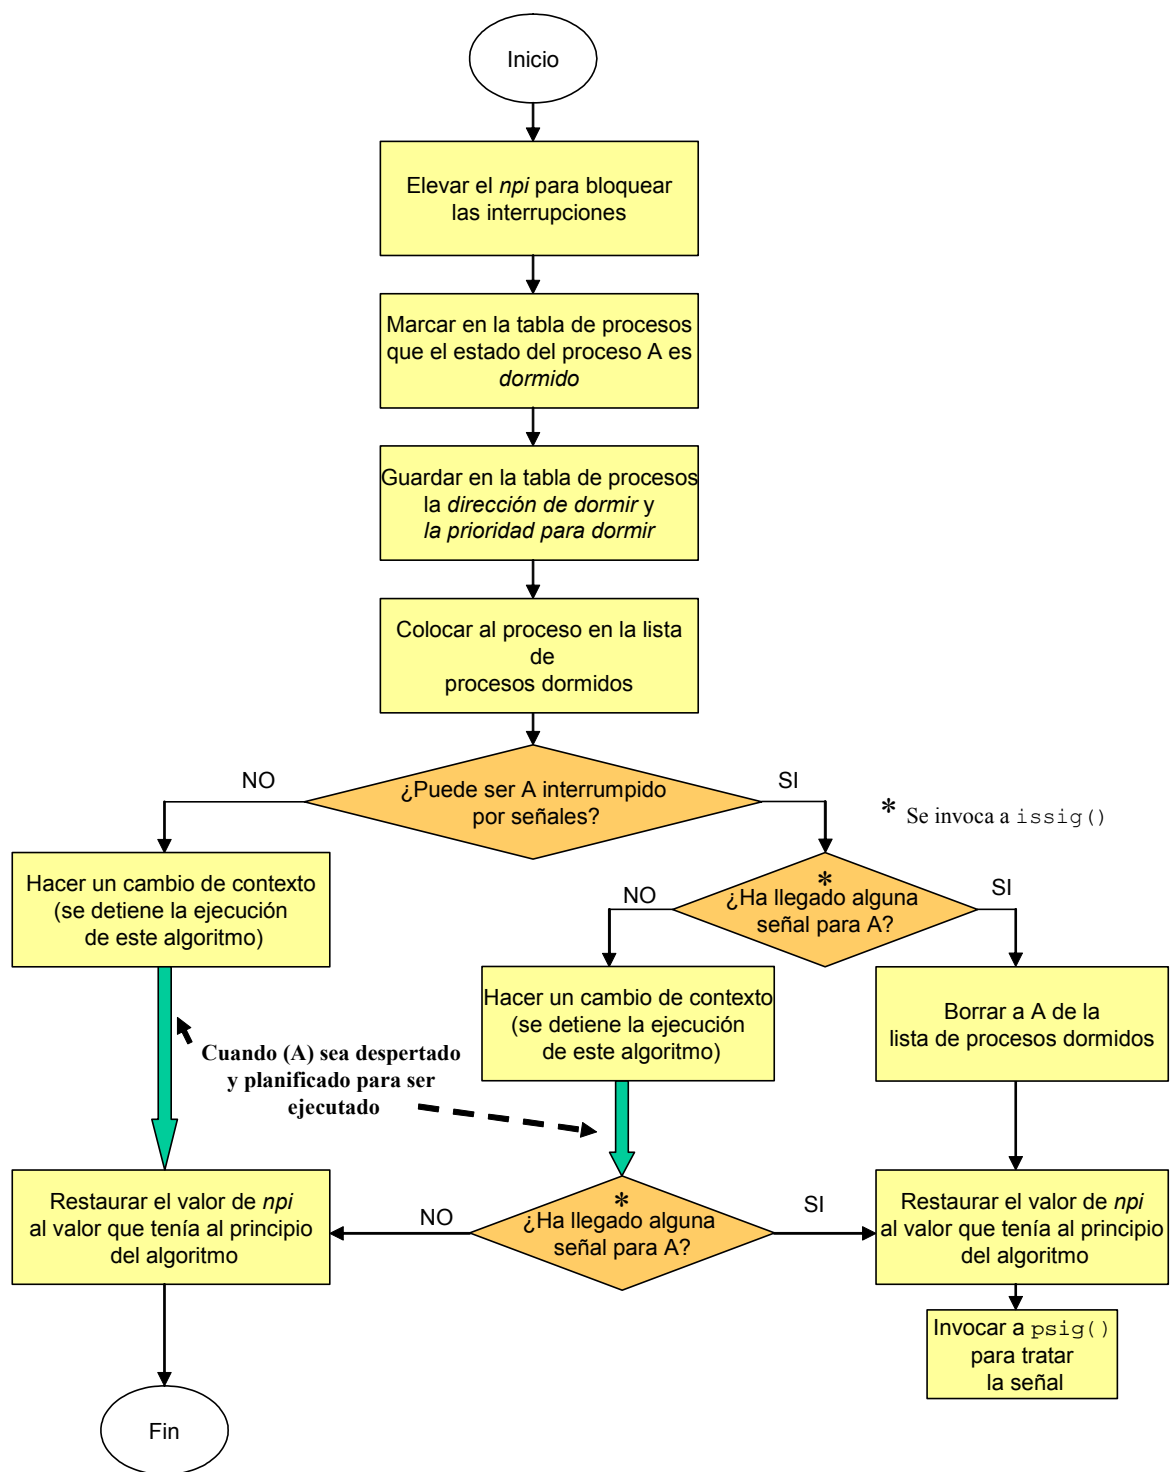 Inicio
Elevar el npi para bloquear
las interrupciones
Marcar en la tabla de procesos
que el estado del proceso A es
dormido
Guardar en la tabla de procesos
la dirección de dormir y
la prioridad para dormir
Colocar al proceso en la lista
de
procesos dormidos
NO
¿Puede ser A interrumpido
por señales?
SI
* Se invoca a issig()
Hacer un cambio de contexto
(se detiene la ejecución
de este algoritmo)
NO
*
¿Ha llegado alguna
señal para A?
SI
Hacer un cambio de contexto
(se detiene la ejecución
de este algoritmo)
Borrar a A de la
lista de procesos dormidos
Cuando (A) sea despertado
y planificado para ser
ejecutado
Restaurar el valor de npi
al valor que tenía al principio
del algoritmo
NO
*
¿Ha llegado alguna
señal para A?
SI
Restaurar el valor de npi
al valor que tenía al principio
del algoritmo
Invocar a psig()
para tratar
la señal
Fin